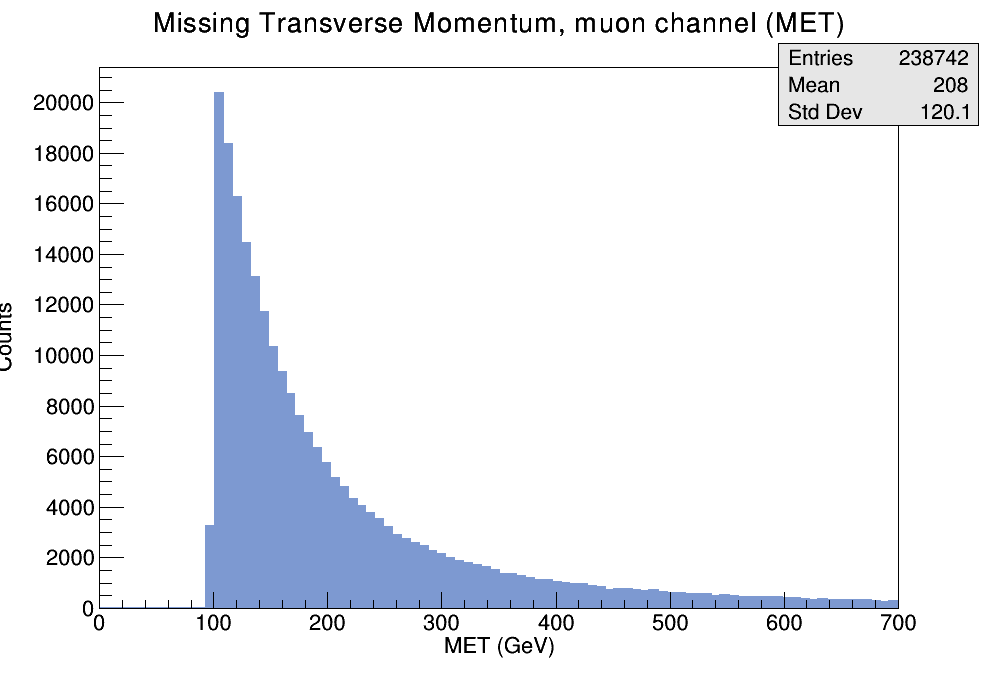 Missing Transverse Momentum, muon channel (MET)
Entries 238742
Mean 208
Std Dev 120.1
20000
18000
16000
14000
12000
10000
8000
6000
4000
2000
0
Counts
0 100 200 300 400 500 600 700
MET (GeV)